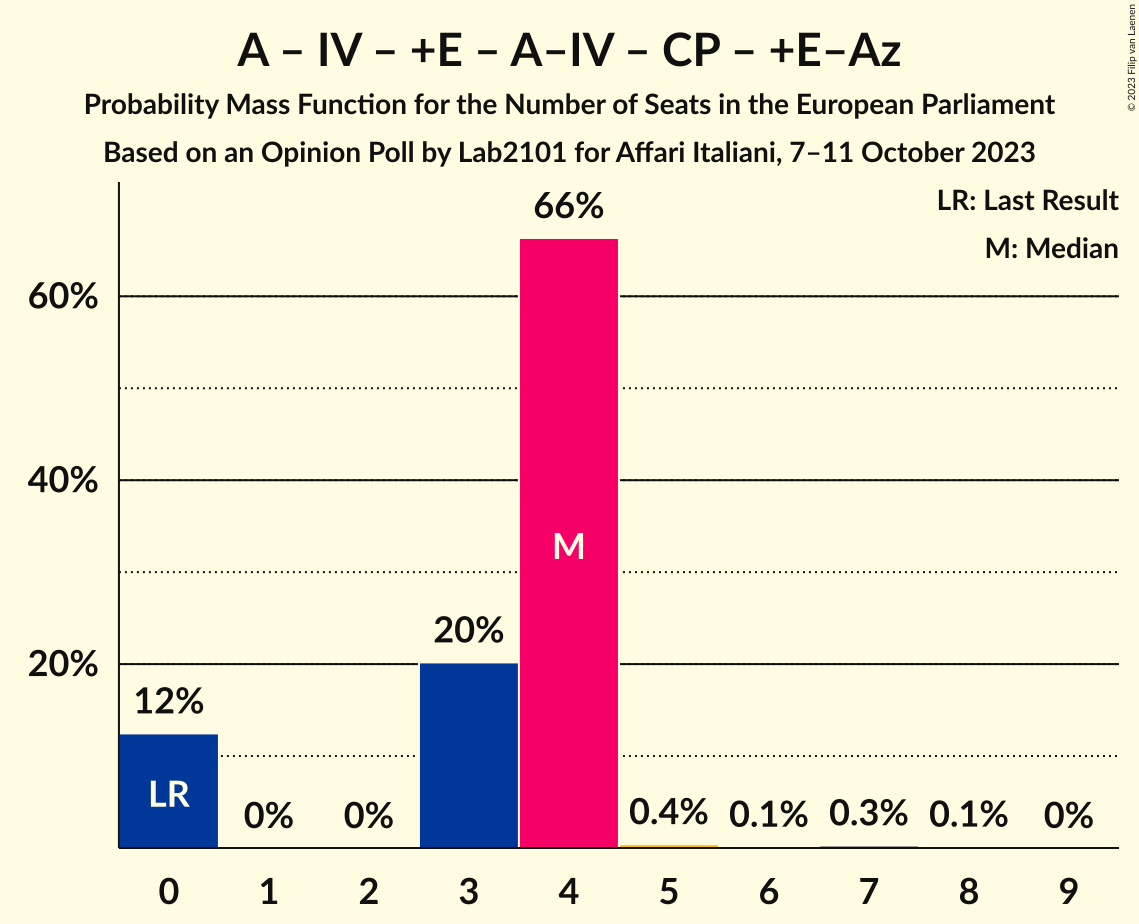 A – IV – +E – A–IV – CP – +E–Az
Probability Mass Function for the Number of Seats in the European Parliament
Based on an Opinion Poll by Lab2101 for Affari Italiani, 7–11 October 2023
© 2023 Filip van Laenen
LR: Last Result
M: Median
66%
60%
40%
M
20%
20%
12%
LR
0%
0%
0.4%
0.1%
0.3%
0.1%
0%
0 1 2 3 4 5 6 7 8 9